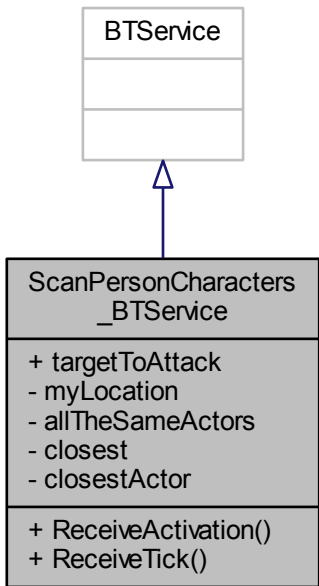 BTService
ScanPersonCharacters
_BTService
+ targetToAttack
- myLocation
- allTheSameActors
- closest
- closestActor
+ ReceiveActivation()
+ ReceiveTick()